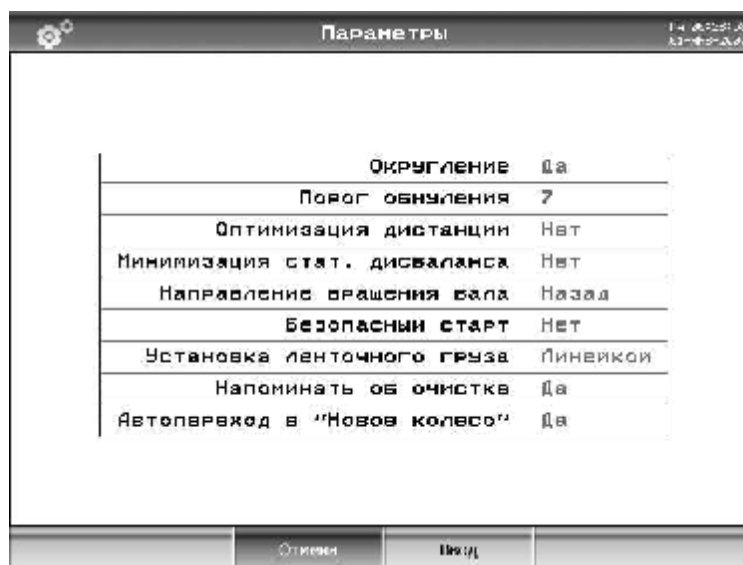 Параметры
Округление Да
Порог обнуления 7
Оптимизация дистанции Нет
Минимизация стат. дисбаланса Нет
Направление вращения вала Назад
Безопасный старт Нет
Установка ленточного груза Линейкой
Напоминать об очистке Да
Автопереход в "Новое колесо" Да
Отмена